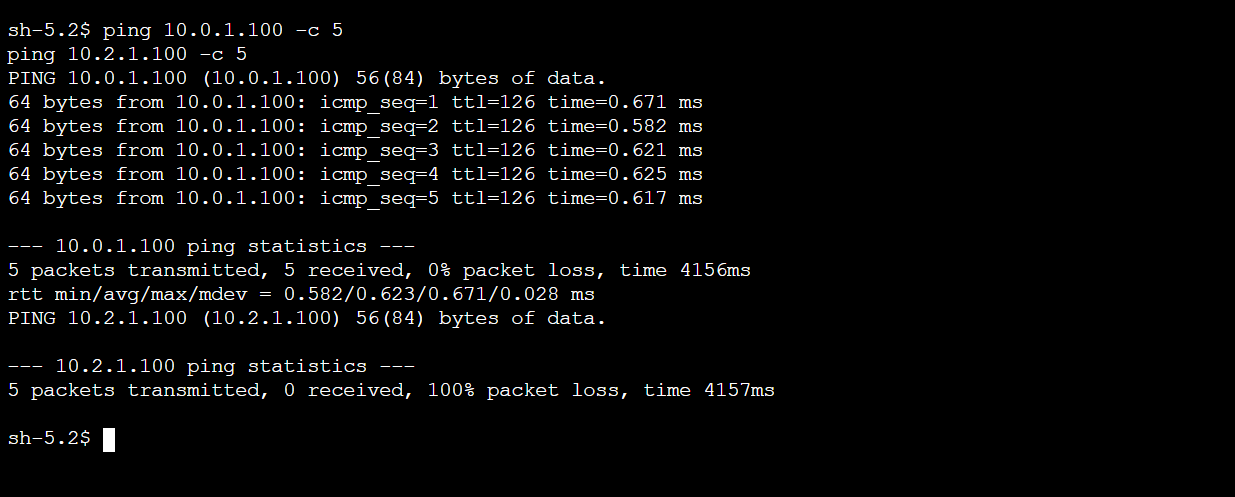 sh-5.2$ ping 10.0.1.100 -c 5
ping 10.2.1.100 -c 5
PING 10.0.1.100 (10.0.1.100) 56(84) bytes of data.
64 bytes from 10.0.1.100: icmp_seq=1 ttl=126 time=0.671 ms
64 bytes from 10.0.1.100: icmp_seq=2 ttl=126 time=0.582 ms
64 bytes from 10.0.1.100: icmp_seq=3 ttl=126 time=0.621 ms
64 bytes from 10.0.1.100: icmp_seq=4 ttl=126 time=0.625 ms
64 bytes from 10.0.1.100: icmp_seq=5 ttl=126 time=0.617 ms
--- 10.0.1.100 ping statistics ---
5 packets transmitted, 5 received, 0% packet loss, time 4156ms
rtt min/avg/max/mdev = 0.582/0.623/0.671/0.028 ms
PING 10.2.1.100 (10.2.1.100) 56(84) bytes of data.
--- 10.2.1.100 ping statistics ---
5 packets transmitted, 0 received, 100% packet loss, time 4157ms
sh-5.2$